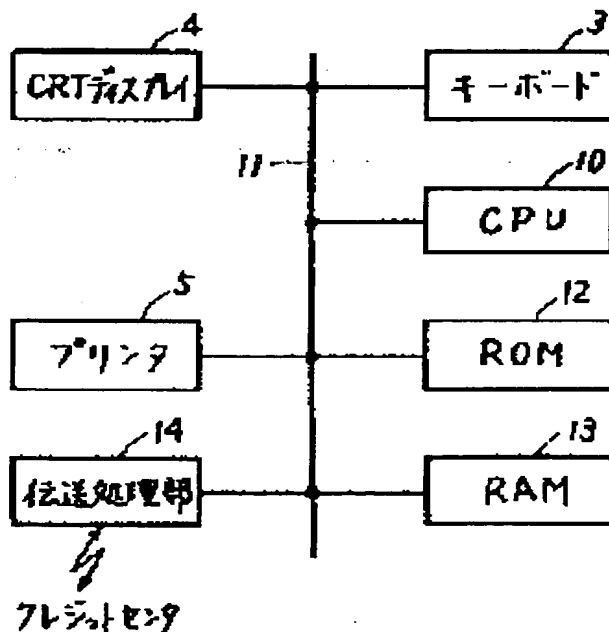 4
3
CRTディスプレイ
キーボード
11
10
CPU
5
12
プリンタ
ROM
14
13
伝送処理部
RAM
クレジットセンタ